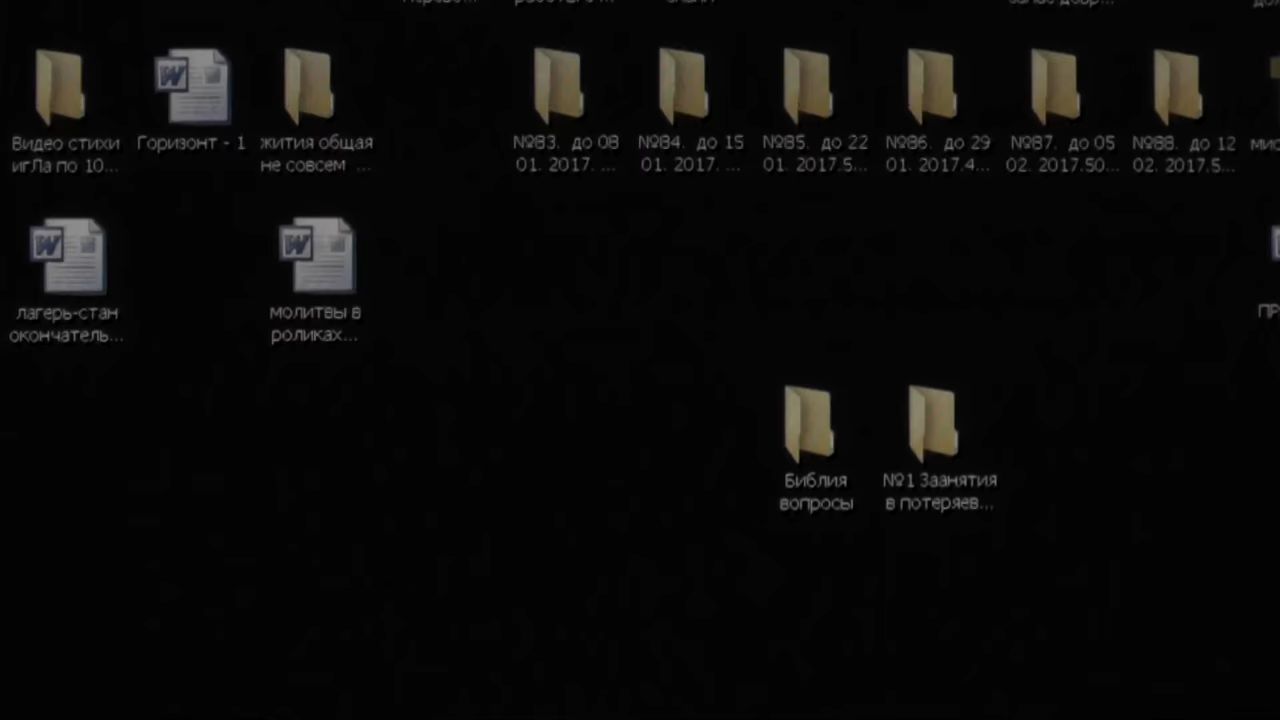 Видео стихи
игЛа по 10...
Горизонт - 1
жития общая
не совсем ...
№83. до 08
01. 2017. ...
№84. до 15
01. 2017. ...
№85. до 22
01. 2017.5...
№86. до 29
01. 2017.4...
№87. до 05
02. 2017.50...
№88. до 12
02. 2017.5...
лагерь-стан
окончатель...
молитвы в
роликах...
Библия
вопросы
№1 Заанятия
в потеряев...